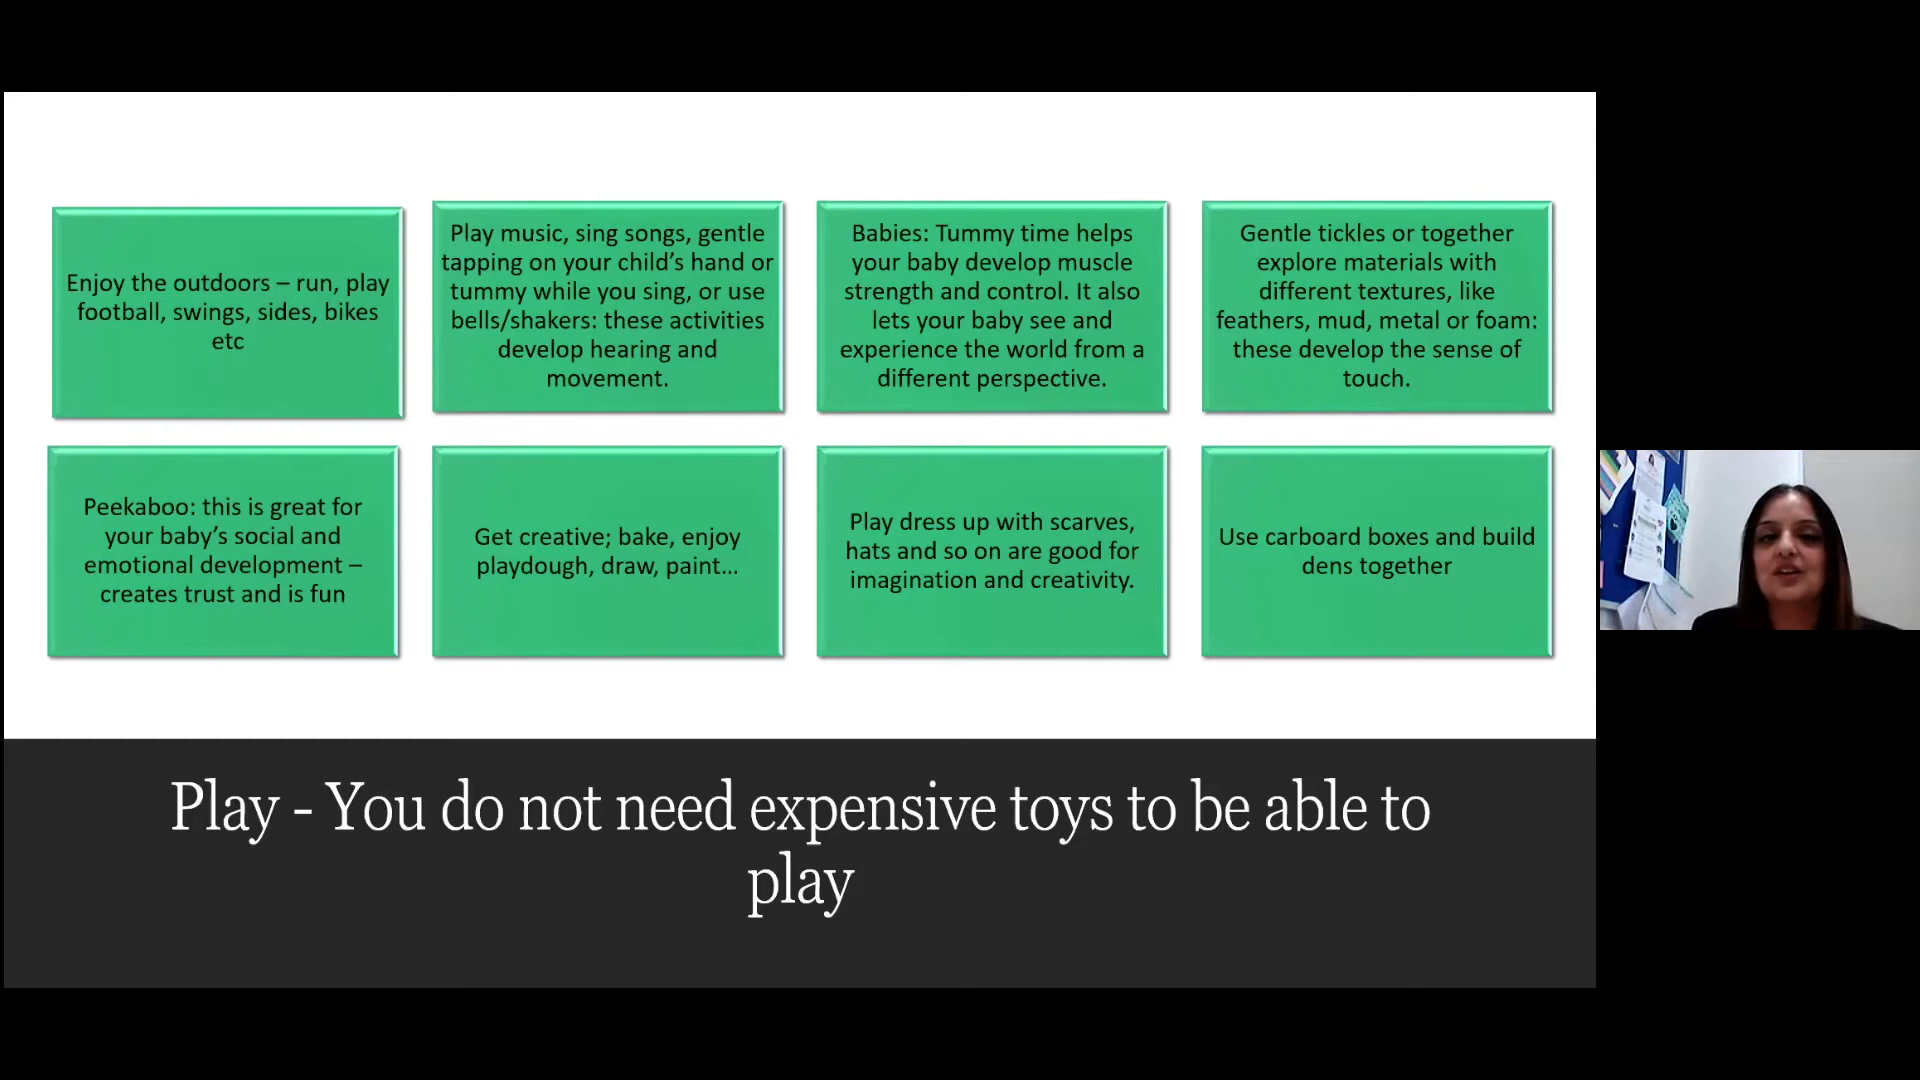 Enjoy the outdoors – run, play
football, swings, sides, bikes
etc
Play music, sing songs, gentle
tapping on your child’s hand or
tummy while you sing, or use
bells/shakers: these activities
develop hearing and
movement.
Babies: Tummy time helps
your baby develop muscle
strength and control. It also
lets your baby see and
experience the world from a
different perspective.
Gentle tickles or together
explore materials with
different textures, like
feathers, mud, metal or foam:
these develop the sense of
touch.
Peekaboo: this is great for
your baby’s social and
emotional development –
creates trust and is fun
Get creative; bake, enjoy
playdough, draw, paint…
Play dress up with scarves,
hats and so on are good for
imagination and creativity.
Use carboard boxes and build
dens together
Play - You do not need expensive toys to be able to
play